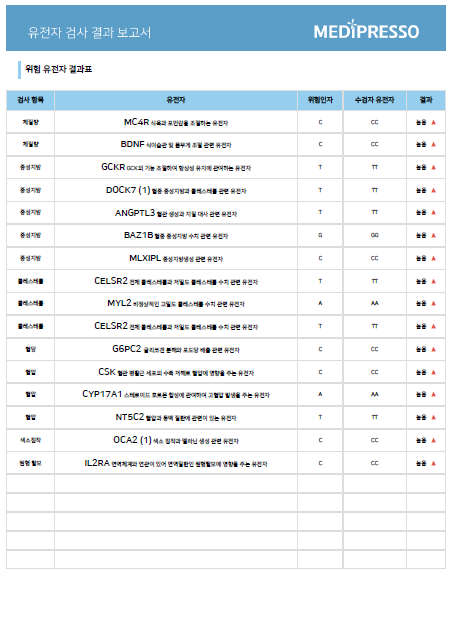 유전자 검사 결과 보고서
MEDIPRESSO
위험 유전자 결과표
검사 항목 유전자 위험인자 수검자 유전자 결과
체질량 MC4R 식욕과 포만감을 조절하는 유전자 C CC 높음 ▲
체질량 BDNF 식이습관 및 몸무게 조절 관련 유전자 C CC 높음 ▲
중성지방 GCKR GCK의 기능 조절하여 항상성 유지에 관여하는 유전자 T TT 높음 ▲
중성지방 DOCK7 (1) 혈중 중성지방과 콜레스테롤 관련 유전자 T TT 높음 ▲
중성지방 ANGPTL3 혈관 생성과 지질 대사 관련 유전자 T TT 높음 ▲
중성지방 BAZ1B 혈중 중성지방 수치 관련 유전자 G GG 높음 ▲
중성지방 MLXIPL 중성지방생성 관련 유전자 C CC 높음 ▲
콜레스테롤 CELSR2 전체 콜레스테롤과 저밀도 콜레스테롤 수치 관련 유전자 T TT 높음 ▲
콜레스테롤 MYL2 비정상적인 고밀도 콜레스테롤 수치 관련 유전자 A AA 높음 ▲
콜레스테롤 CELSR2 전체 콜레스테롤과 저밀도 콜레스테롤 수치 관련 유전자 T TT 높음 ▲
혈당 G6PC2 글리코겐 분해와 포도당 배출 관련 유전자 C CC 높음 ▲
혈압 CSK 혈관 평활근 세포의 수축 저해로 혈압에 영향을 주는 유전자 C CC 높음 ▲
혈압 CYP17A1 스테로이드 호르몬 합성에 관여하여 고혈압 발생을 주는 유전자 A AA 높음 ▲
혈압 NT5C2 혈압과 동맥 질환에 관련이 있는 유전자 T TT 높음 ▲
색소침착 OCA2 (1) 색소 침착과 멜라닌 생성 관련 유전자 C CC 높음 ▲
원형 탈모 IL2RA 면역체계와 연관이 있어 면역질환인 원형탈모에 영향을 주는 유전자 C CC 높음 ▲